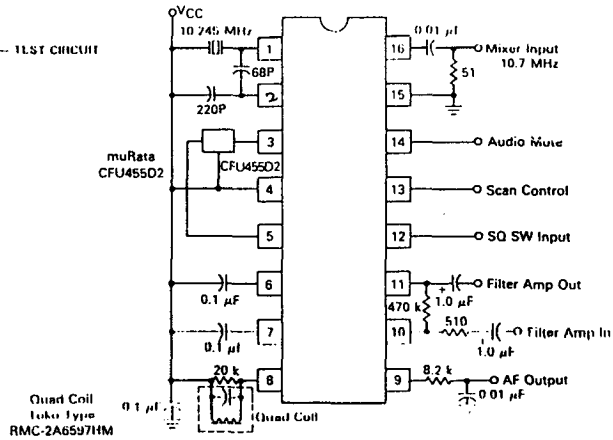 VCC
10.245 MHz
– TEST CIRCUIT
1
68P
2
220P
muRata
CFU455D2
3
CFU455D2
4
5
6
0.1 µF
7
0.1 µf
20 k
8
Quad Coil
Toko Type
RMC-2A6597HM
0.1 µF
Quad Coil
16
0.01 µF
Mixer Input
10.7 MHz
51
15
14
Audio Mute
13
Scan Control
12
SQ SW Input
11
Filter Amp Out
+
1.0 µF
470 k
10
510
Filter Amp In
+
1.0 µF
9
8.2 k
AF Output
0.01 µF